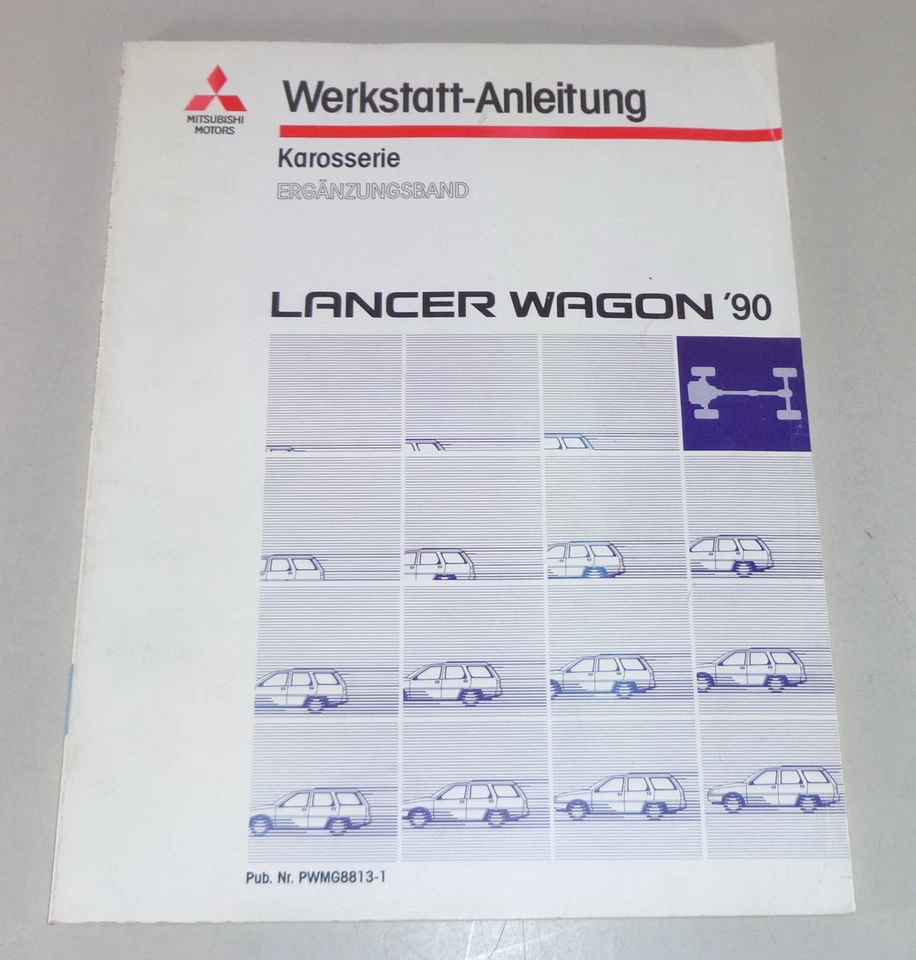 MITSUBISHI
MOTORS
Werkstatt-Anleitung
Karosserie
ERGÄNZUNGSBAND
LANCER WAGON '90
Pub. Nr. PWMG8813-1